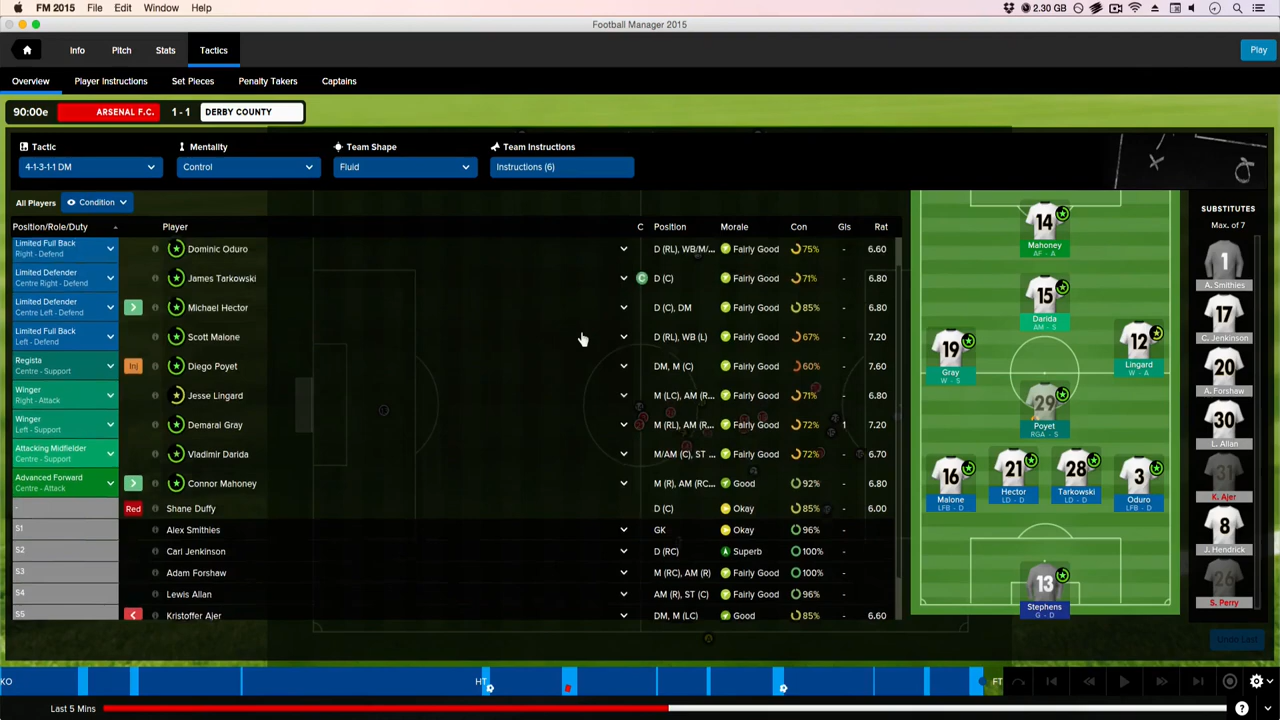 FM 2015 File Edit Window Help 2.30 GB
Football Manager 2015
Info Pitch Stats Tactics Play
Overview Player Instructions Set Pieces Penalty Takers Captains
90:00e ARSENAL F.C. 1 - 1 DERBY COUNTY
Tactic Mentality Team Shape Team Instructions
4-1-3-1-1 DM Control Fluid Instructions (6)
All Players Condition
Position/Role/Duty Player C Position Morale Con Gls Rat
Limited Full Back
Right - Defend
Dominic Oduro D (RL), WB/M/... Fairly Good 75% - 6.60
Limited Defender
Centre Right - Defend
James Tarkowski C D (C) Fairly Good 71% - 6.80
Limited Defender
Centre Left - Defend
Michael Hector D (C), DM Fairly Good 85% - 6.80
Limited Full Back
Left - Defend
Scott Malone D (RL), WB (L) Fairly Good 67% - 7.20
Regista
Centre - Support
Inj Diego Poyet DM, M (C) Fairly Good 60% - 7.60
Winger
Right - Attack
Jesse Lingard M (LC), AM (R... Fairly Good 71% - 6.80
Winger
Left - Support
Demarai Gray M (RL), AM (R... Fairly Good 72% 1 7.20
Attacking Midfielder
Centre - Support
Vladimir Darida M/AM (C), ST ... Fairly Good 72% - 6.70
Advanced Forward
Centre - Attack
Connor Mahoney M (R), AM (RC... Good 92% - 6.80
- Red Shane Duffy D (C) Okay 85% - 6.00
S1 Alex Smithies GK Okay 96% -
S2 Carl Jenkinson D (RC) Superb 100% -
S3 Adam Forshaw M (RC), AM (R) Fairly Good 100% -
S4 Lewis Allan AM (R), ST (C) Fairly Good 96% -
S5 Kristoffer Ajer DM, M (LC) Good 85% - 6.60
14
Mahoney
AF - A
15
Darida
AM - S
19
Gray
W - S
12
Lingard
W - A
29
Poyet
RGA - S
16
Malone
LFB - D
21
Hector
LD - D
28
Tarkowski
LD - D
3
Oduro
LFB - D
13
Stephens
G - D
SUBSTITUTES
Max. of 7
1
A. Smithies
17
C. Jenkinson
20
A. Forshaw
30
L. Allan
31
K. Ajer
8
J. Hendrick
26
S. Perry
Undo Last
KO HT FT
Last 5 Mins ?